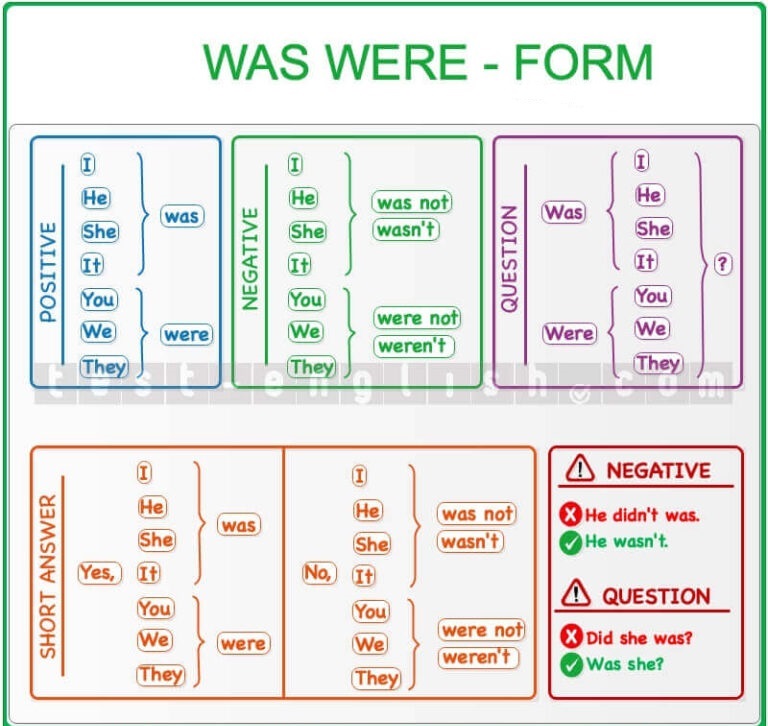 WAS WERE - FORM
POSITIVE
I
He
She
It
was
You
We
They
were
NEGATIVE
I
He
She
It
was not
wasn't
You
We
They
were not
weren't
QUESTION
Was
I
He
She
It
Were
You
We
They
?
test-english.com
SHORT ANSWER
Yes,
I
He
She
It
was
You
We
They
were
No,
I
He
She
It
was not
wasn't
You
We
They
were not
weren't
NEGATIVE
He didn't was.
He wasn't.
QUESTION
Did she was?
Was she?